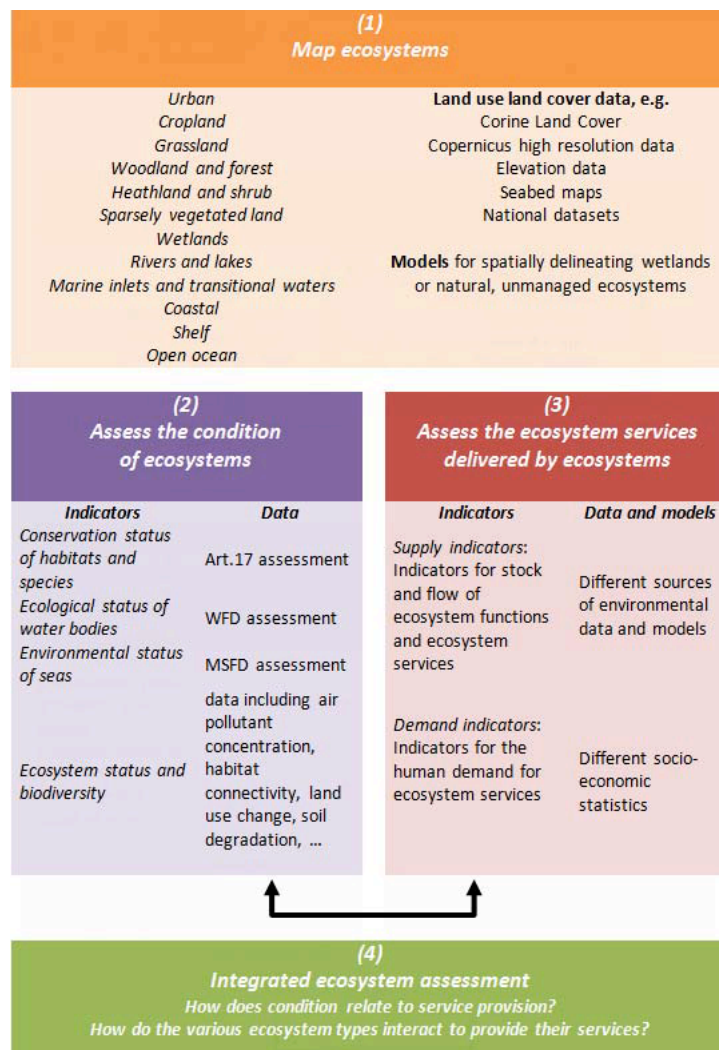 (1)
Map ecosystems
Urban
Cropland
Grassland
Woodland and forest
Heathland and shrub
Sparsely vegetated land
Wetlands
Rivers and lakes
Marine inlets and transitional waters
Coastal
Shelf
Open ocean
Land use land cover data, e.g.
Corine Land Cover
Copernicus high resolution data
Elevation data
Seabed maps
National datasets
Models for spatially delineating wetlands
or natural, unmanaged ecosystems
(2)
Assess the condition
of ecosystems
Indicators
Data
Conservation status
of habitats and
species
Art.17 assessment
Ecological status of
water bodies
WFD assessment
Environmental status
of seas
MSFD assessment
Ecosystem status and
biodiversity
data including air
pollutant
concentration,
habitat
connectivity, land
use change, soil
degradation, ...
(3)
Assess the ecosystem services
delivered by ecosystems
Indicators
Data and models
Supply indicators:
Indicators for stock
and flow of
ecosystem functions
and ecosystem
services
Different sources
of environmental
data and models
Demand indicators:
Indicators for the
human demand for
ecosystem services
Different socio-
economic
statistics
(4)
Integrated ecosystem assessment
How does condition relate to service provision?
How do the various ecosystem types interact to provide their services?